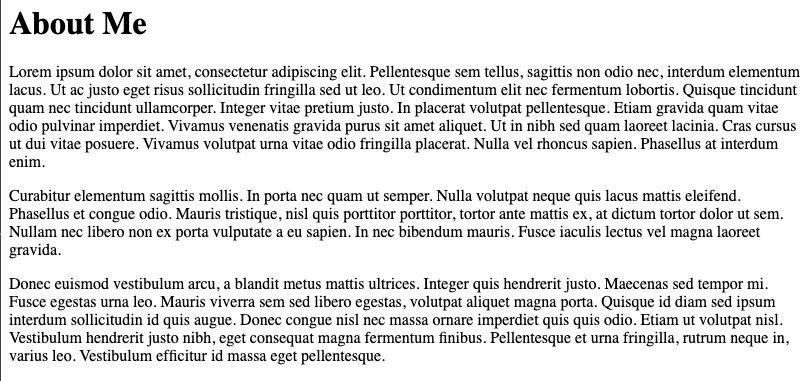 About Me
Lorem ipsum dolor sit amet, consectetur adipiscing elit. Pellentesque sem tellus, sagittis non odio nec, interdum elementum
lacus. Ut ac justo eget risus sollicitudin fringilla sed ut leo. Ut condimentum elit nec fermentum lobortis. Quisque tincidunt
quam nec tincidunt ullamcorper. Integer vitae pretium justo. In placerat volutpat pellentesque. Etiam gravida quam vitae
odio pulvinar imperdiet. Vivamus venenatis gravida purus sit amet aliquet. Ut in nibh sed quam laoreet lacinia. Cras cursus
ut dui vitae posuere. Vivamus volutpat urna vitae odio fringilla placerat. Nulla vel rhoncus sapien. Phasellus at interdum
enim.
Curabitur elementum sagittis mollis. In porta nec quam ut semper. Nulla volutpat neque quis lacus mattis eleifend.
Phasellus et congue odio. Mauris tristique, nisl quis porttitor porttitor, tortor ante mattis ex, at dictum tortor dolor ut sem.
Nullam nec libero non ex porta vulputate a eu sapien. In nec bibendum mauris. Fusce iaculis lectus vel magna laoreet
gravida.
Donec euismod vestibulum arcu, a blandit metus mattis ultrices. Integer quis hendrerit justo. Maecenas sed tempor mi.
Fusce egestas urna leo. Mauris viverra sem sed libero egestas, volutpat aliquet magna porta. Quisque id diam sed ipsum
interdum sollicitudin id quis augue. Donec congue nisl nec massa ornare imperdiet quis quis odio. Etiam ut volutpat nisl.
Vestibulum hendrerit justo nibh, eget consequat magna fermentum finibus. Pellentesque et urna fringilla, rutrum neque in,
varius leo. Vestibulum efficitur id massa eget pellentesque.